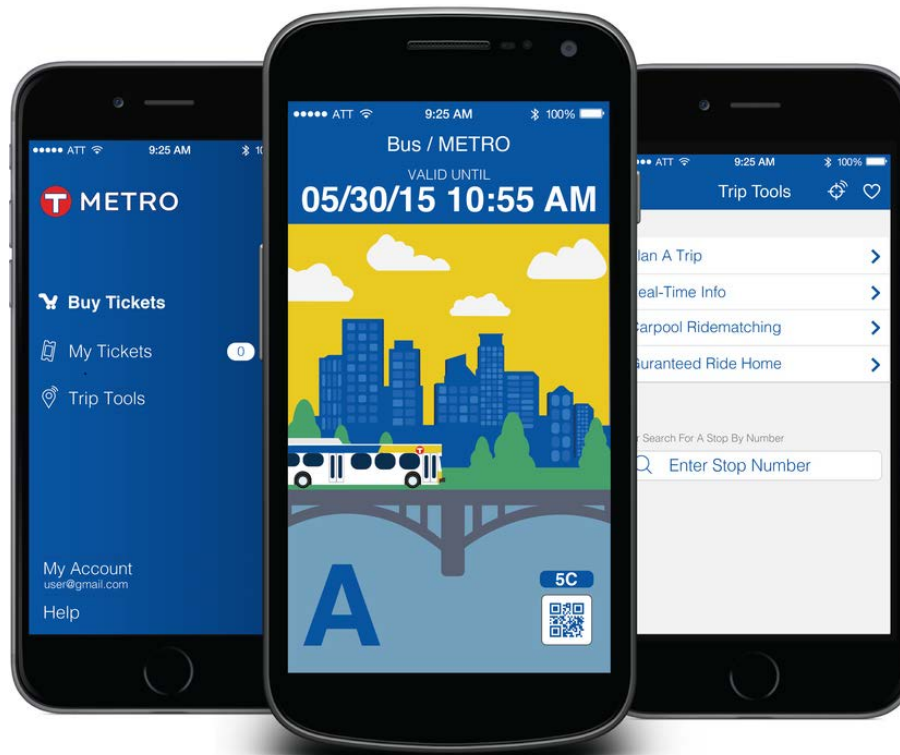 ATT 9:25 AM
T METRO
Buy Tickets
My Tickets 0
Trip Tools
My Account
user@gmail.com
Help
ATT 9:25 AM 100%
Bus / METRO
VALID UNTIL
05/30/15 10:55 AM
T
A
5C
ATT 9:25 AM 100%
Trip Tools
lan A Trip
eal-Time Info
arpool Ridematching
uranteed Ride Home
r Search For A Stop By Number
Enter Stop Number